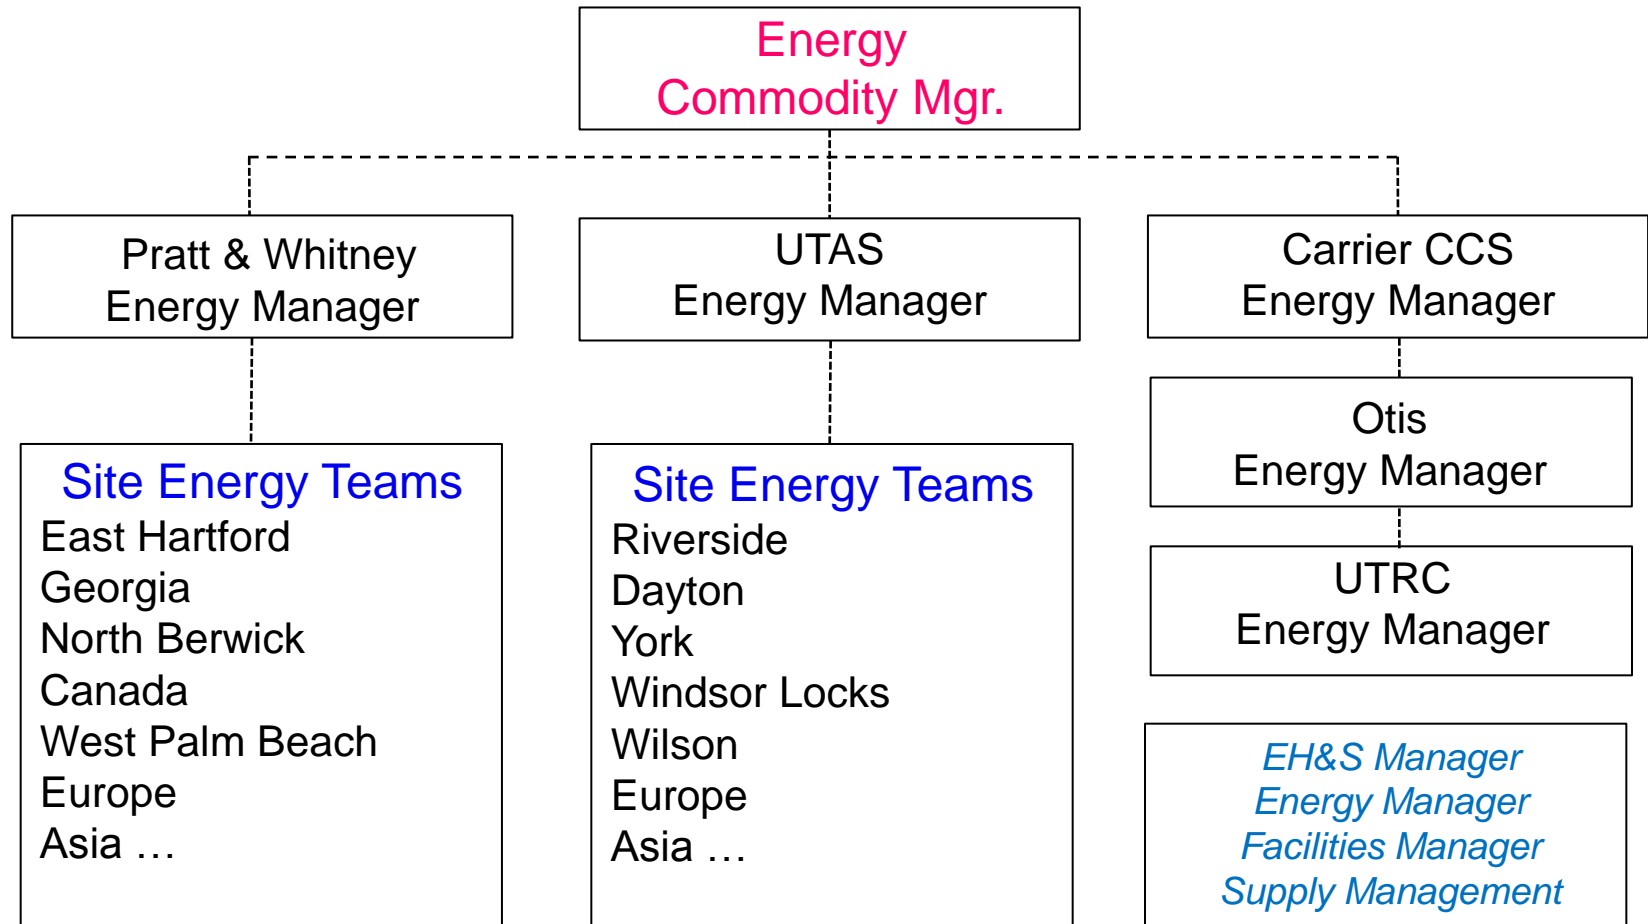 Energy
Commodity Mgr.
Pratt & Whitney
Energy Manager
UTAS
Energy Manager
Carrier CCS
Energy Manager
Otis
Energy Manager
UTRC
Energy Manager
Site Energy Teams
East Hartford
Georgia
North Berwick
Canada
West Palm Beach
Europe
Asia …
Site Energy Teams
Riverside
Dayton
York
Windsor Locks
Wilson
Europe
Asia …
EH&S Manager
Energy Manager
Facilities Manager
Supply Management